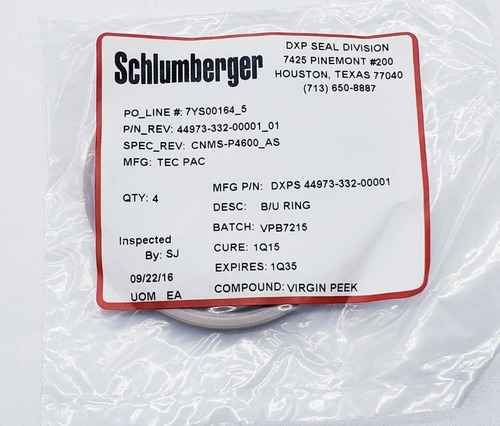 Schlumberger
DXP SEAL DIVISION
7425 PINEMONT #200
HOUSTON, TEXAS 77040
(713) 650-8887
PO_LINE #: 7YS00164_5
P/N_REV: 44973-332-00001_01
SPEC_REV: CNMS-P4600_AS
MFG: TEC PAC
QTY: 4
MFG P/N: DXPS 44973-332-00001
DESC: B/U RING
BATCH: VPB7215
CURE: 1Q15
EXPIRES: 1Q35
COMPOUND: VIRGIN PEEK
Inspected
By: SJ
09/22/16
UOM EA